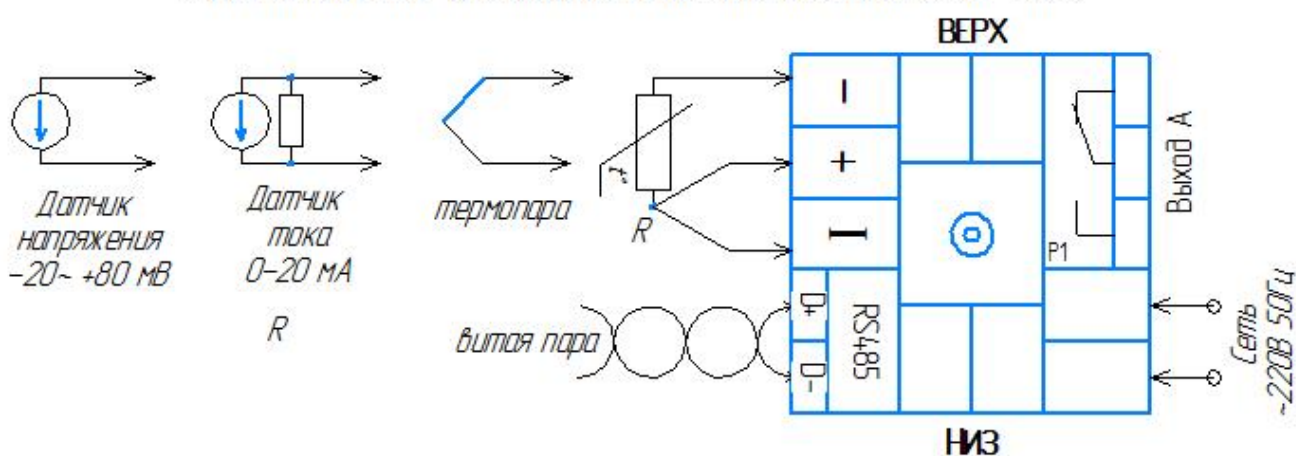 ВЕРХ
Датчик
напряжения
-20~ +80 мВ
Датчик
тока
0-20 мА
R
термопара
t°
R
–
+
I
P1
Выход А
витая пара
D+
D-
RS485
Сеть
~220В 50Гц
НИЗ